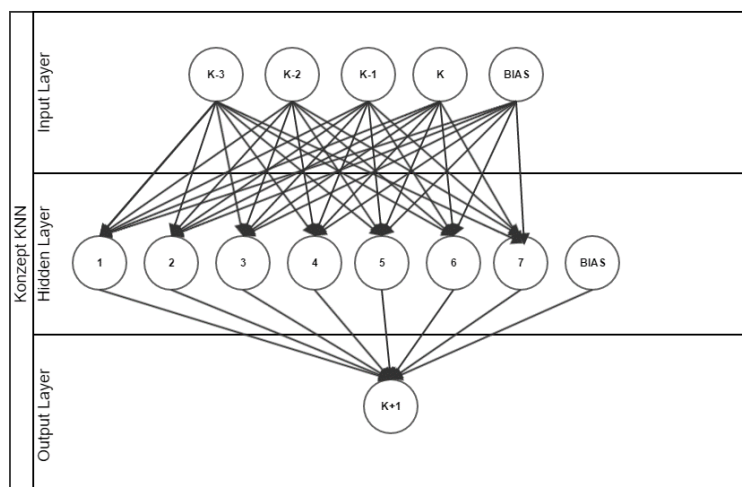 Konzept KNN
Input Layer
K-3 K-2 K-1 K BIAS
Hidden Layer
1 2 3 4 5 6 7 BIAS
Output Layer
K+1